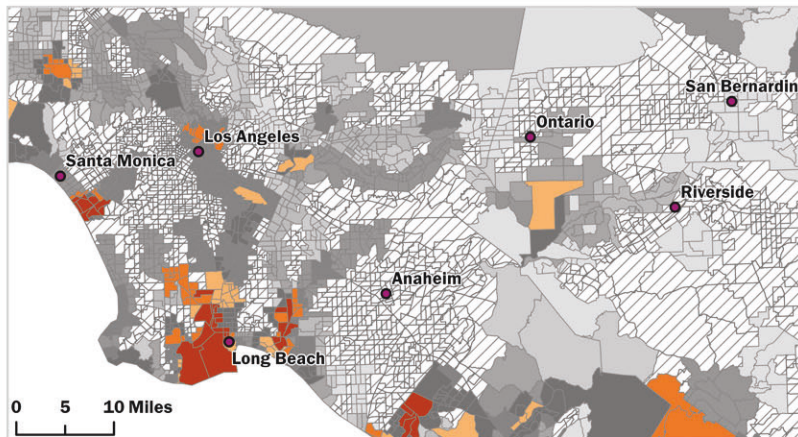 San Bernardin
Ontario
Los Angeles
Santa Monica
Riverside
Anaheim
Long Beach
0 5 10 Miles